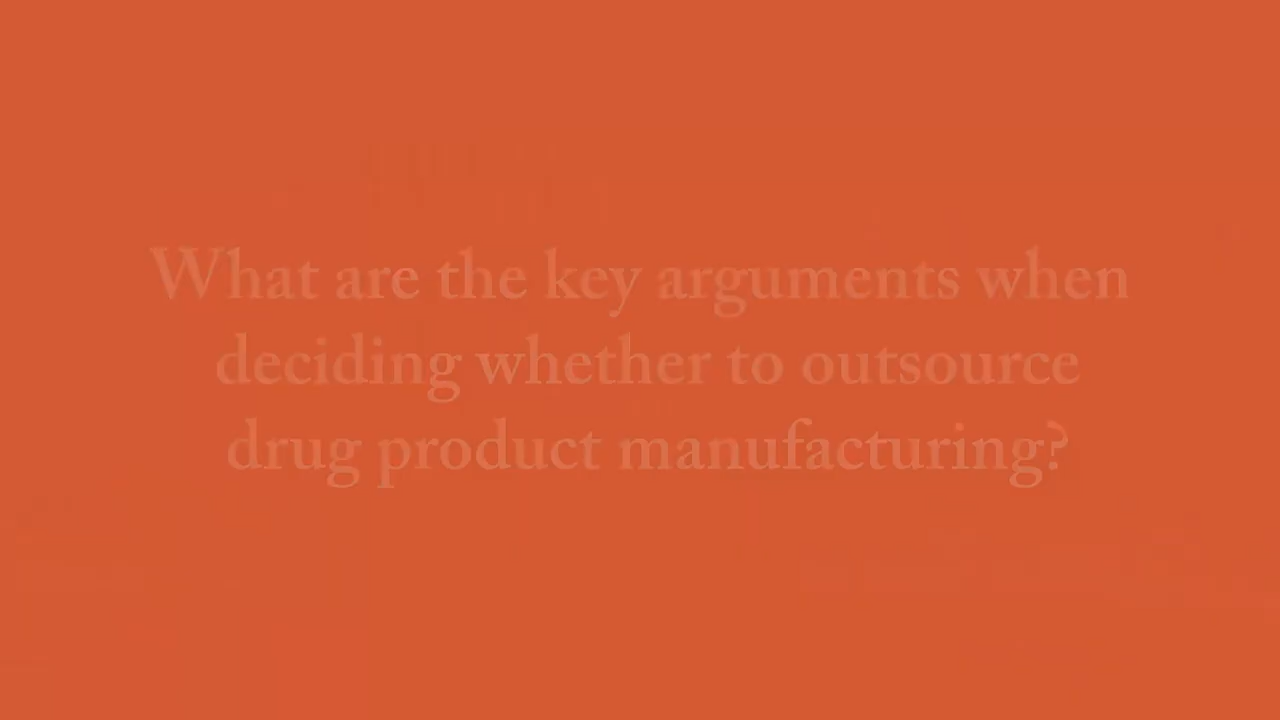 What are the key arguments when
deciding whether to outsource
drug product manufacturing?